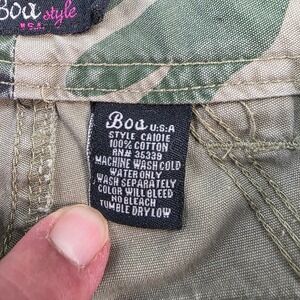 Boa style
U.S.A
Boa U.S.A
STYLE CA1016
100% COTTON
RN# 35339
MACHINE WASH COLD
WATER ONLY
WASH SEPARATELY
COLOR WILL BLEED
NO BLEACH
TUMBLE DRY LOW